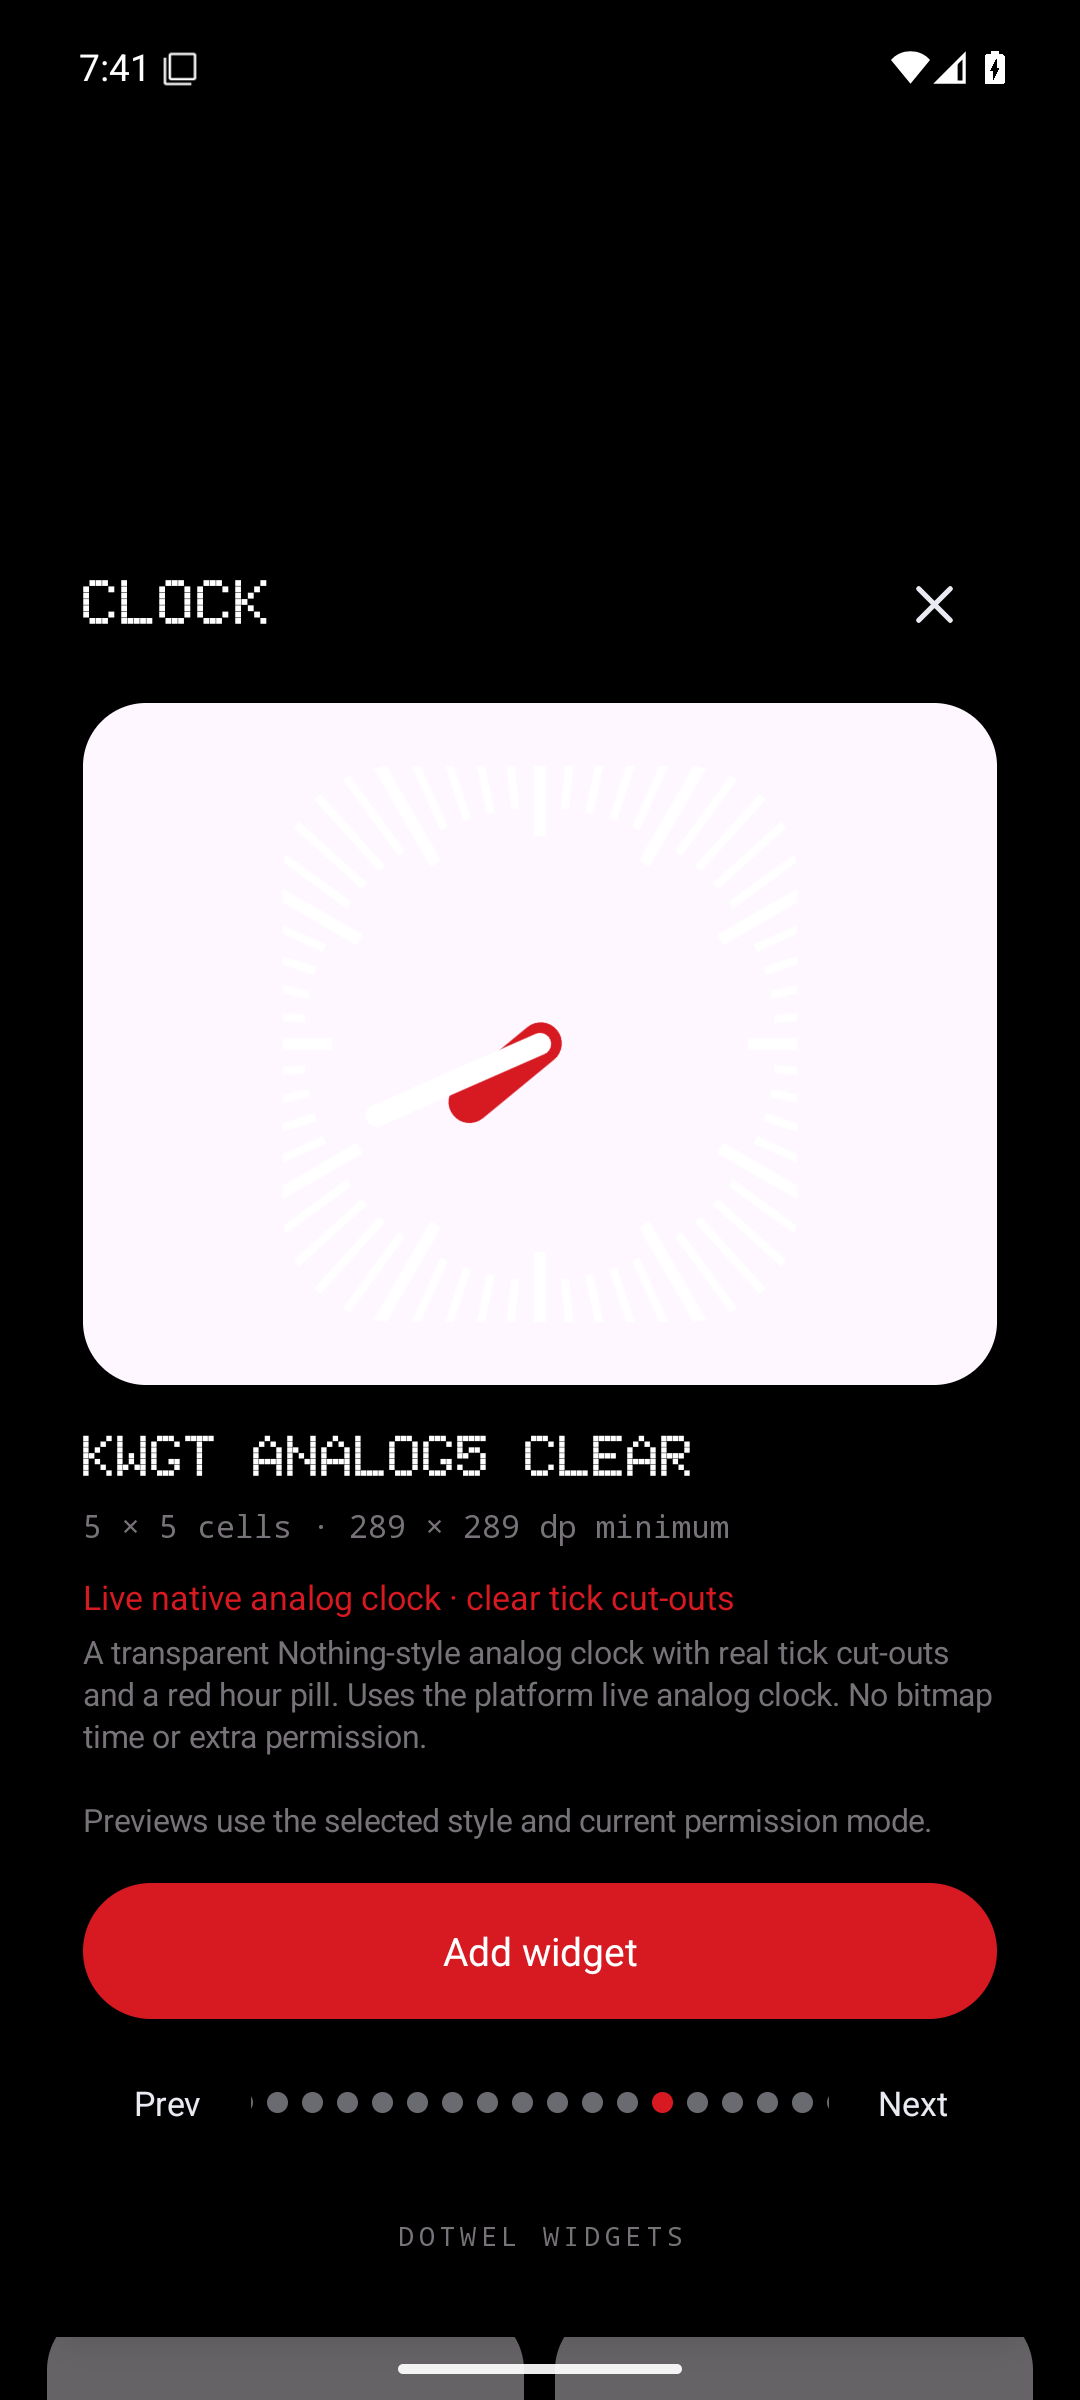 7:41
CLOCK
KWGT ANALOG5 CLEAR
5 × 5 cells · 289 × 289 dp minimum
Live native analog clock · clear tick cut-outs
A transparent Nothing-style analog clock with real tick cut-outs
and a red hour pill. Uses the platform live analog clock. No bitmap
time or extra permission.
Previews use the selected style and current permission mode.
Add widget
Prev
Next
DOTWEL WIDGETS